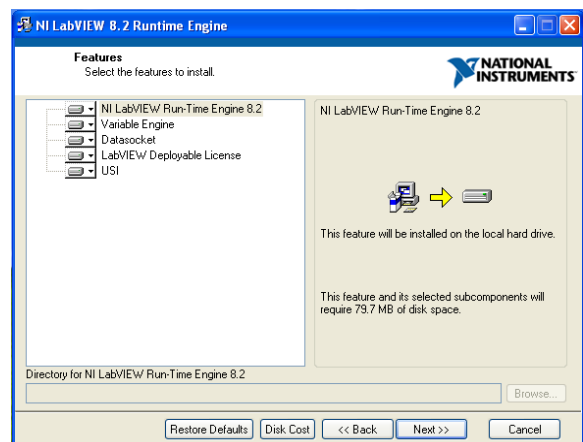 NI LabVIEW 8.2 Runtime Engine
Features
Select the features to install.
NATIONAL
INSTRUMENTS
NI LabVIEW Run-Time Engine 8.2
Variable Engine
Datasocket
LabVIEW Deployable License
USI
NI LabVIEW Run-Time Engine 8.2
This feature will be installed on the local hard drive.
This feature and its selected subcomponents will
require 79.7 MB of disk space.
Directory for NI LabVIEW Run-Time Engine 8.2
Browse...
Restore Defaults Disk Cost << Back Next >> Cancel